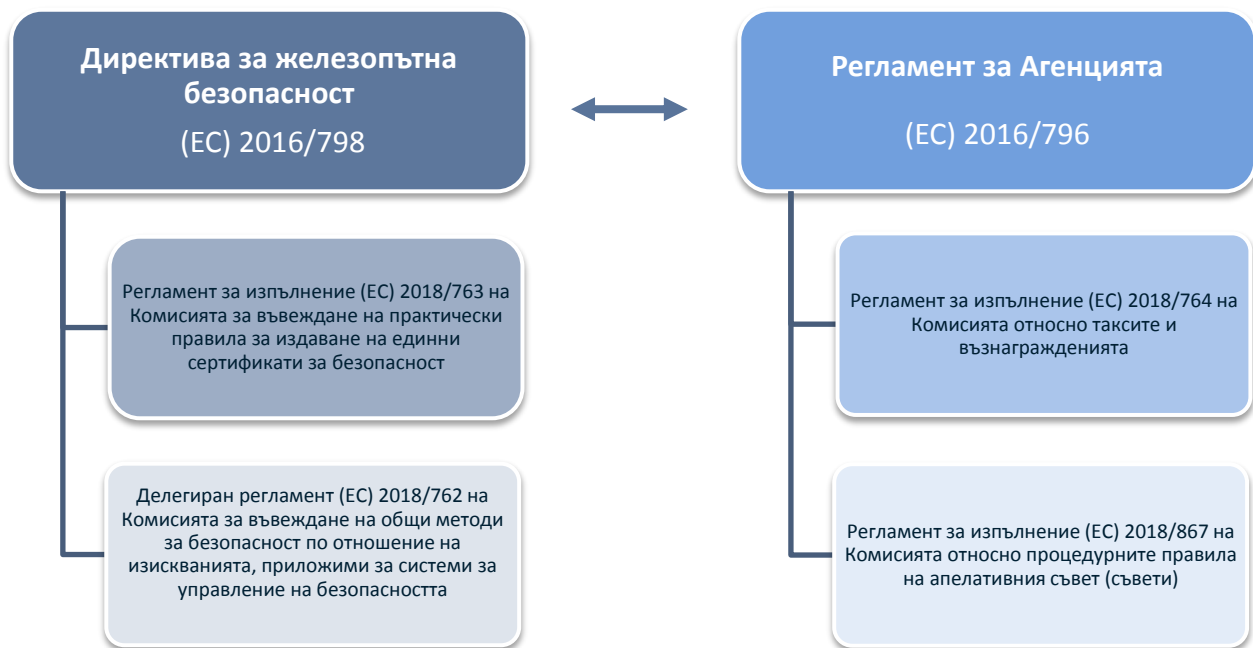 Директива за железопътна
безопасност
(ЕС) 2016/798
Регламент за Агенцията
(ЕС) 2016/796
Регламент за изпълнение (ЕС) 2018/763 на
Комисията за въвеждане на практически
правила за издаване на единни
сертификати за безопасност
Регламент за изпълнение (ЕС) 2018/764 на
Комисията относно таксите и
възнагражденията
Делегиран регламент (ЕС) 2018/762 на
Комисията за въвеждане на общи методи
за безопасност по отношение на
изискванията, приложими за системи за
управление на безопасността
Регламент за изпълнение (ЕС) 2018/867 на
Комисията относно процедурните правила
на апелативния съвет (съвети)